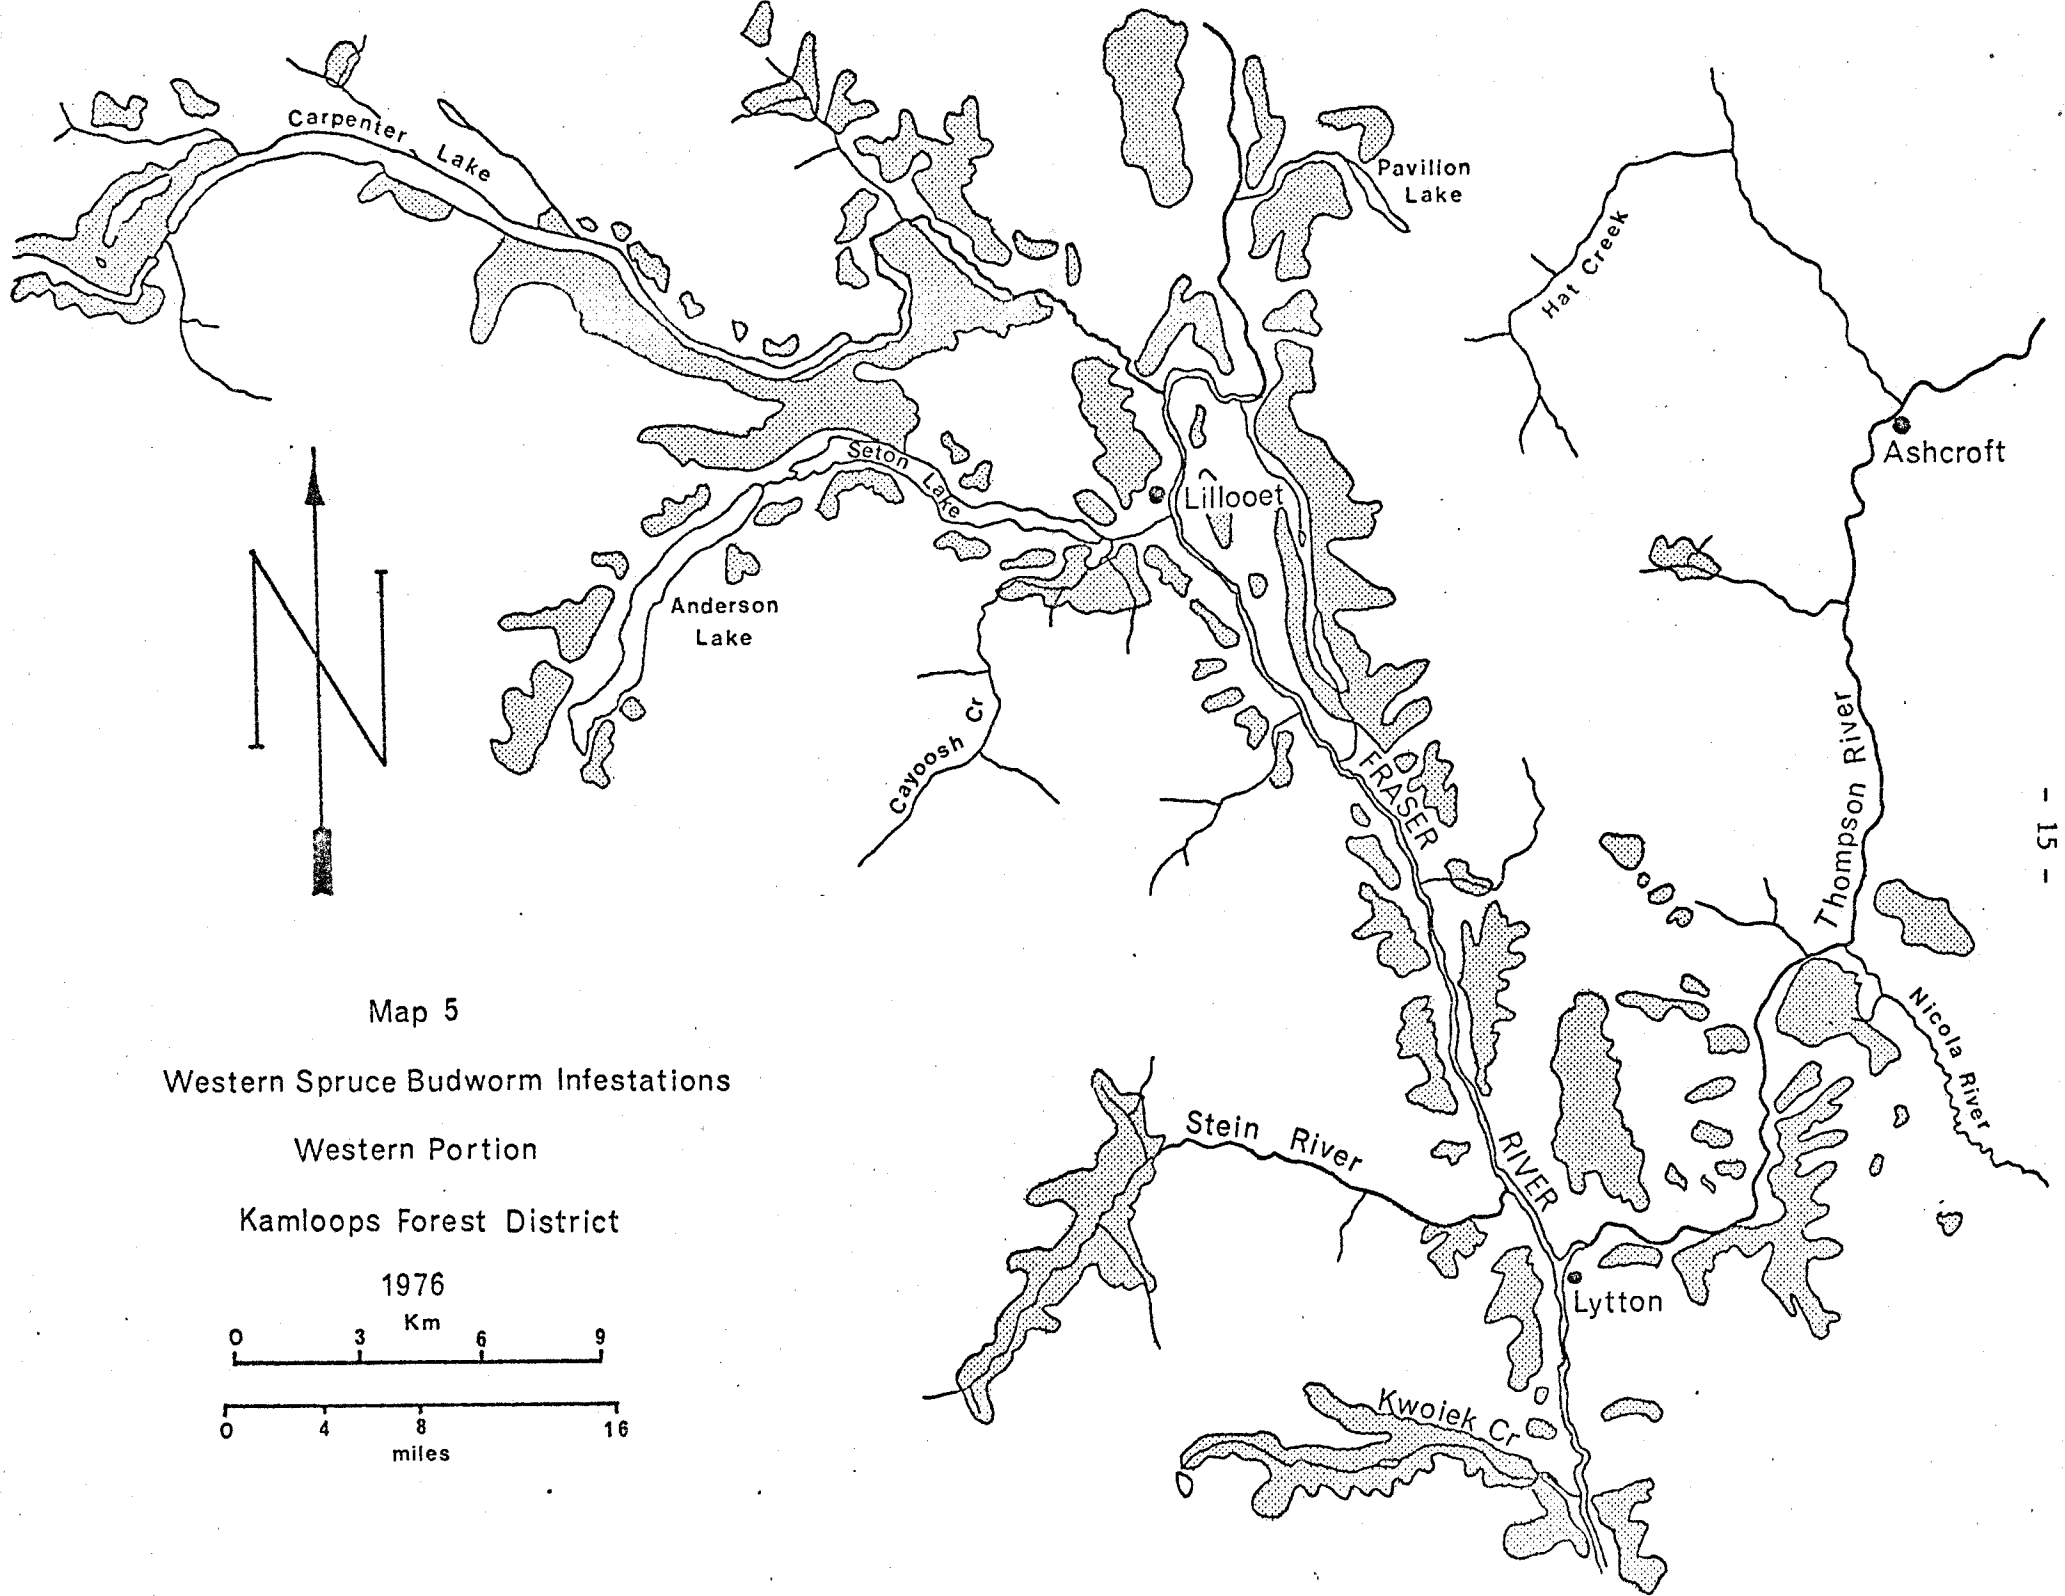 Carpenter Lake
Pavilion
Lake
Hat Creek
Ashcroft
Seton Lake
Lillooet
Anderson
Lake
Cayoosh Cr
FRASER RIVER
Thompson River
- 15 -
Nicola River
Stein River
Lytton
Kwoiek Cr
N
Map 5
Western Spruce Budworm Infestations
Western Portion
Kamloops Forest District
1976
Km
0 3 6 9
0 4 8 16
miles